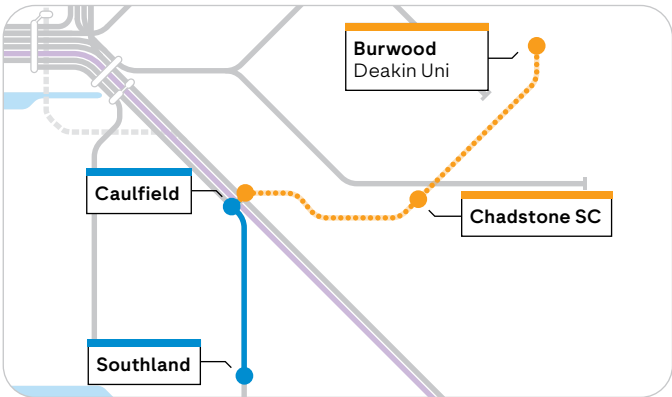 Burwood
Deakin Uni
Caulfield
Chadstone SC
Southland